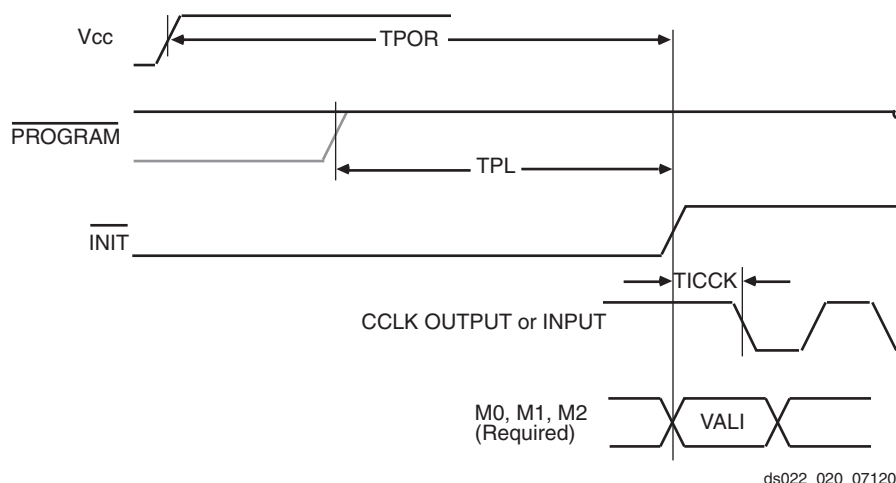 Vcc
TPOR
PROGRAM
TPL
INIT
TICCK
CCLK OUTPUT or INPUT
M0, M1, M2
(Required)
VALI
ds022_020_07120